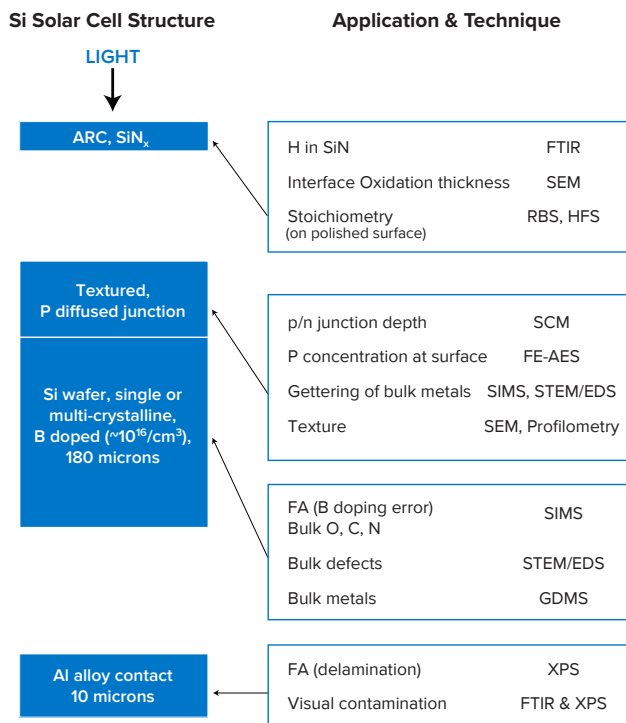 Si Solar Cell Structure
Application & Technique
LIGHT
ARC, SiNₓ
H in SiN FTIR
Interface Oxidation thickness SEM
Stoichiometry RBS, HFS
(on polished surface)
Textured,
P diffused junction
p/n junction depth SCM
P concentration at surface FE-AES
Gettering of bulk metals SIMS, STEM/EDS
Texture SEM, Profilometry
Si wafer, single or
multi-crystalline,
B doped (~10¹⁶/cm³),
180 microns
FA (B doping error) SIMS
Bulk O, C, N
Bulk defects STEM/EDS
Bulk metals GDMS
Al alloy contact
10 microns
FA (delamination) XPS
Visual contamination FTIR & XPS